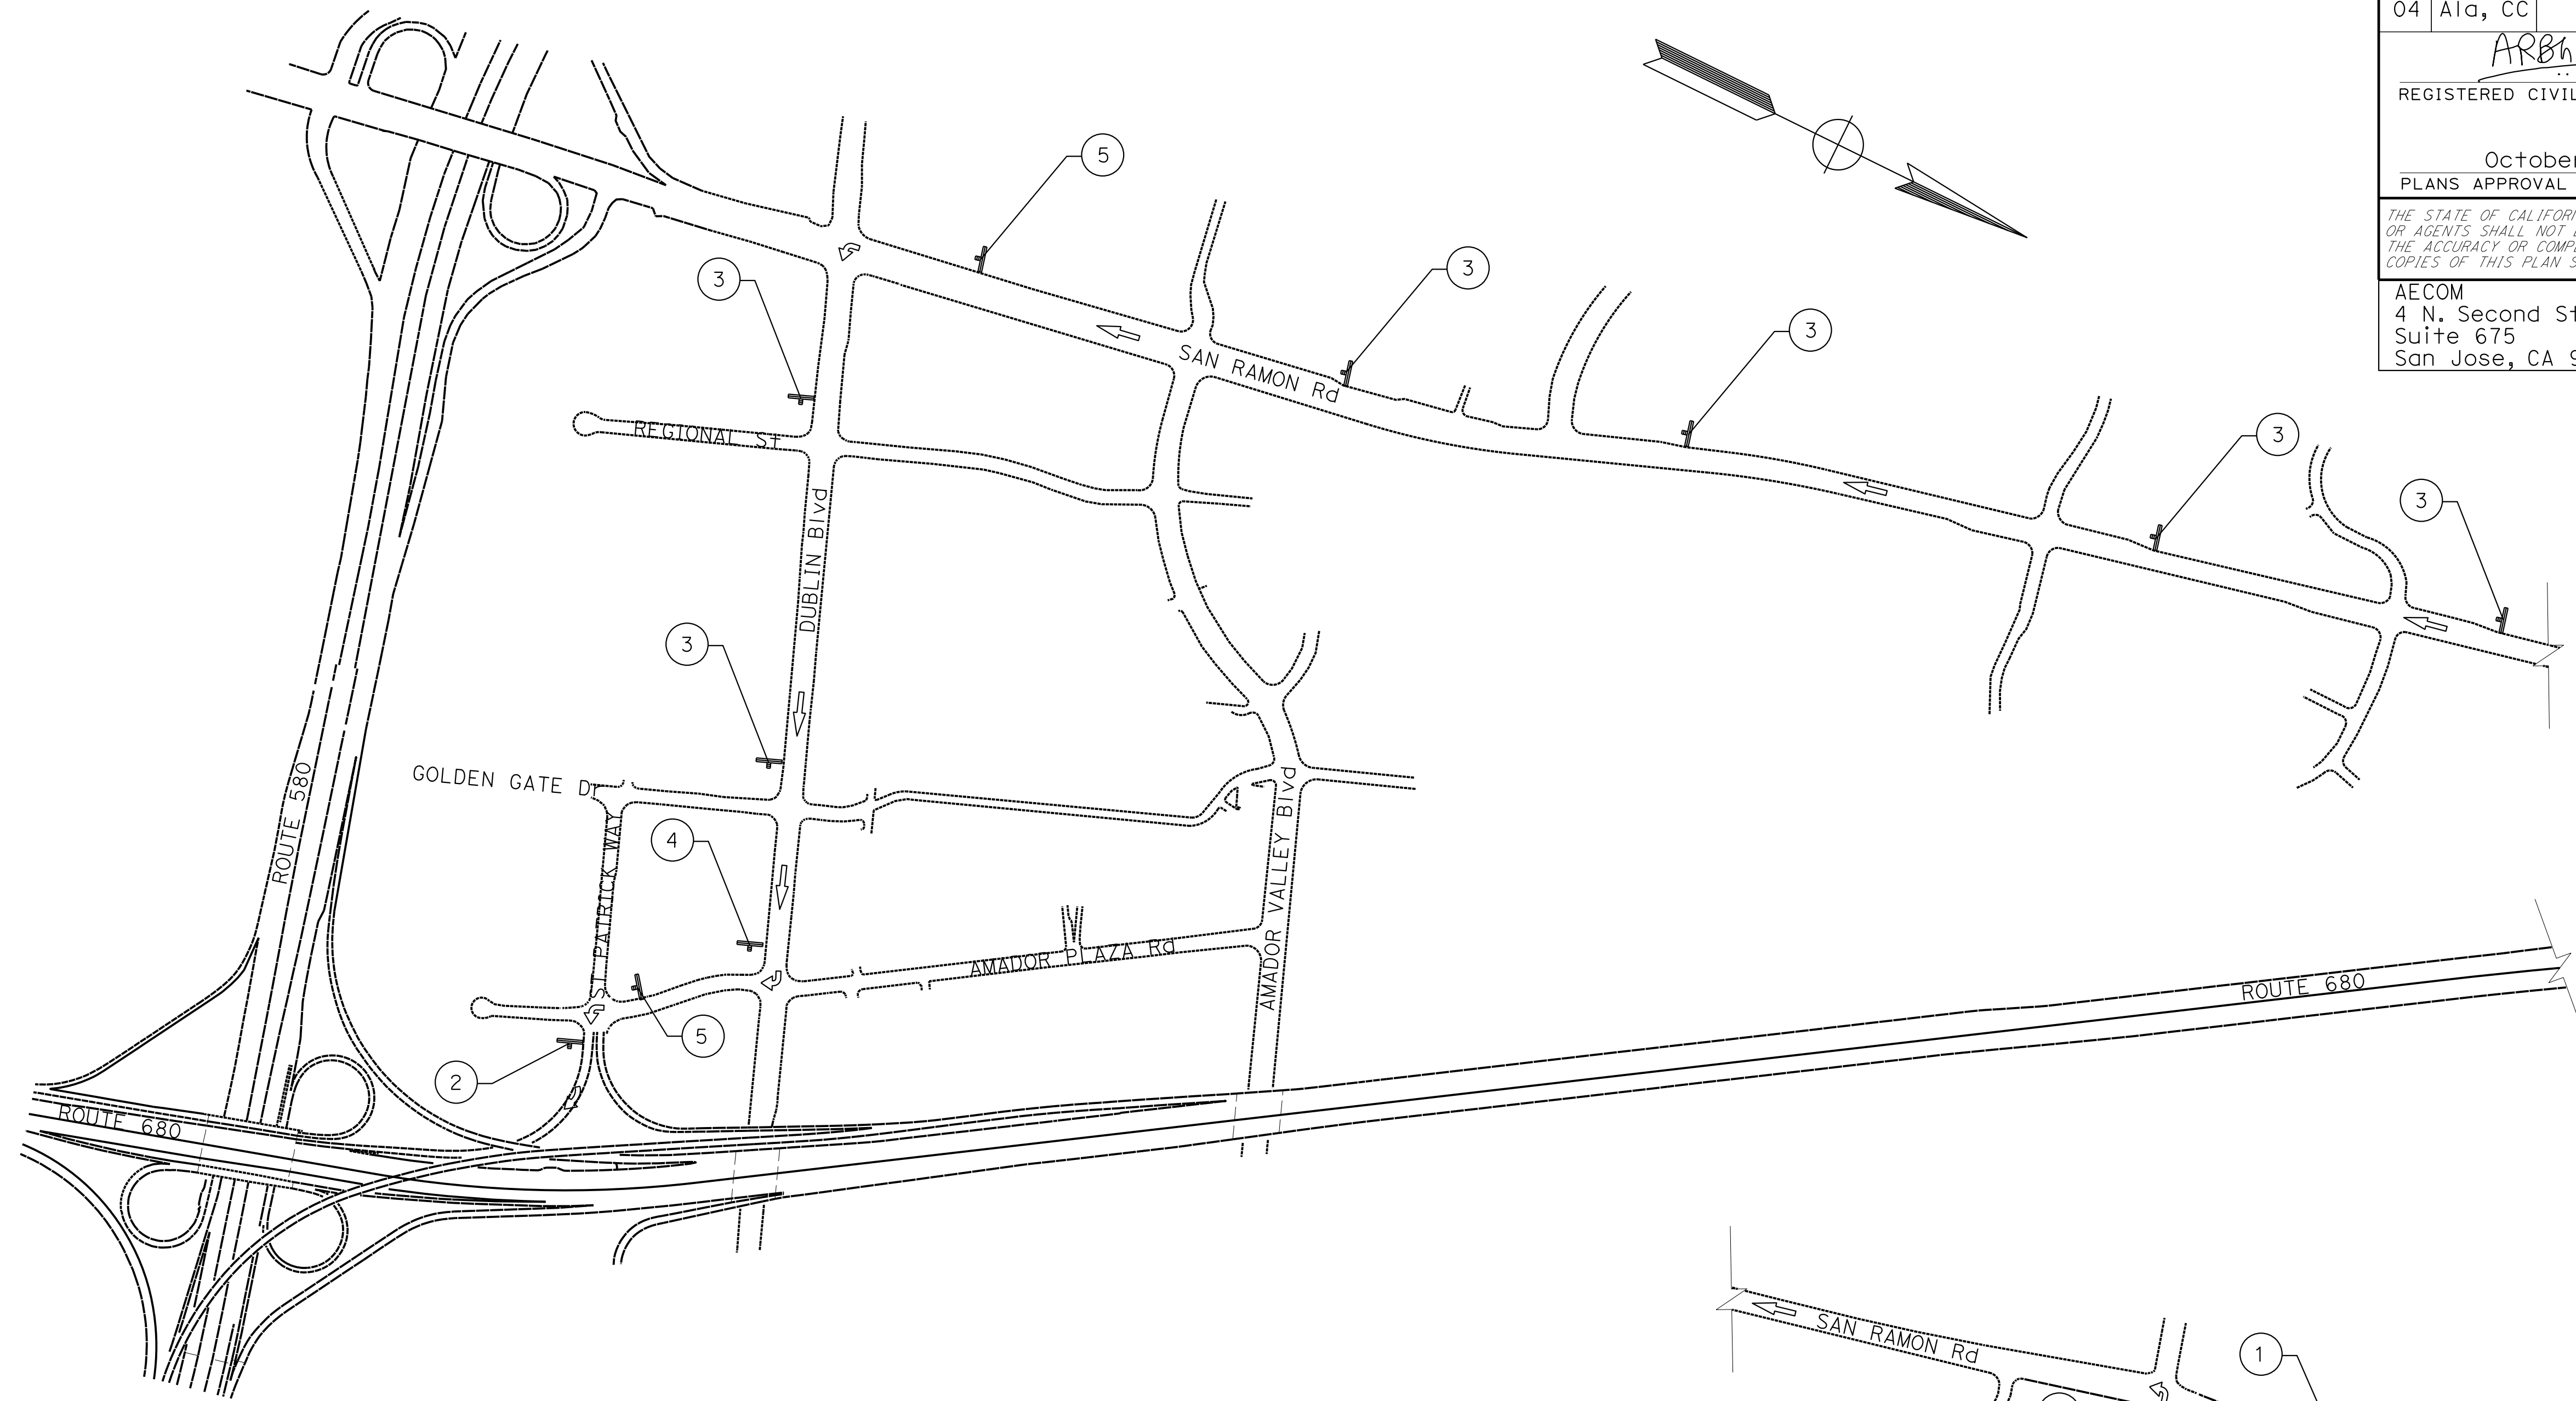 04 Ala, CC
REGISTERED CIVIL
October
PLANS APPROVAL
THE STATE OF
OR AGENTS SHALL NOT
THE ACCURACY OR
COPIES OF THIS PLAN
AECOM
4 N. Second St
Suite 675
San Jose, CA 9
5
3
3
3
3
3
SAN RAMON Rd
REGIONAL St
DUBLIN Blvd
3
GOLDEN GATE Dr
ROUTE 580
4
ST PATRICK WAY
AMADOR VALLEY Blvd
AMADOR PLAZA Rd
5
2
ROUTE 680
ROUTE 680
SAN RAMON Rd
1